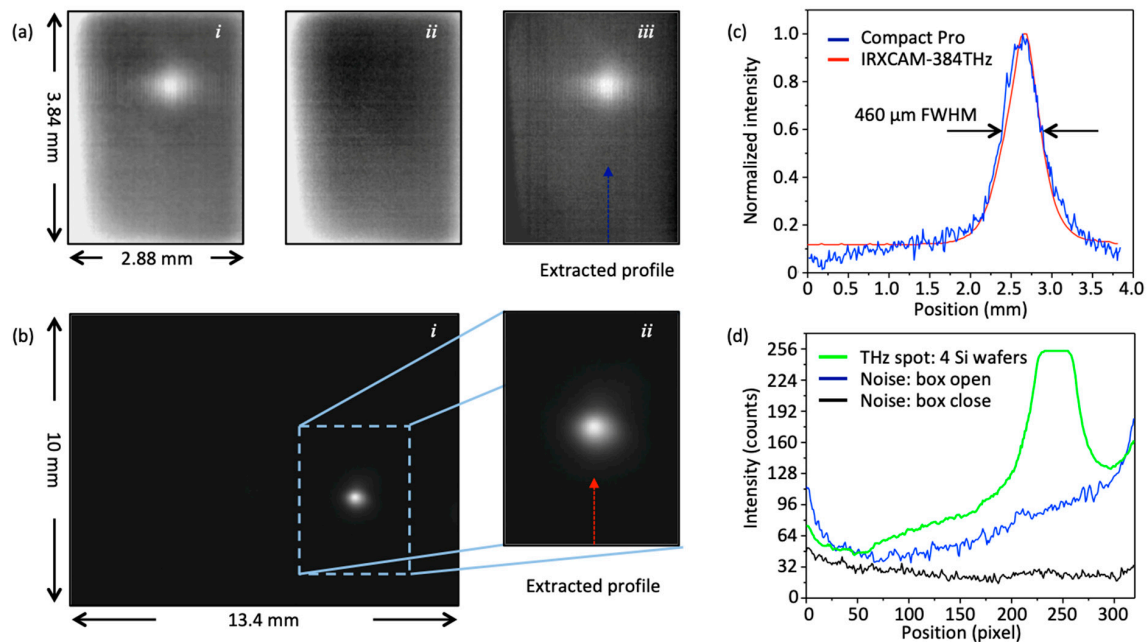 (a)
i
ii
iii
3.84 mm
2.88 mm
Extracted profile
(b)
i
ii
10 mm
13.4 mm
Extracted profile
(c)
Compact Pro
IRXCAM-384THz
460 µm FWHM
Normalized intensity
1.0
0.8
0.6
0.4
0.2
0
0 0.5 1.0 1.5 2.0 2.5 3.0 3.5 4.0
Position (mm)
(d)
THz spot: 4 Si wafers
Noise: box open
Noise: box close
Intensity (counts)
256
224
192
160
128
96
64
32
0
0 50 100 150 200 250 300
Position (pixel)